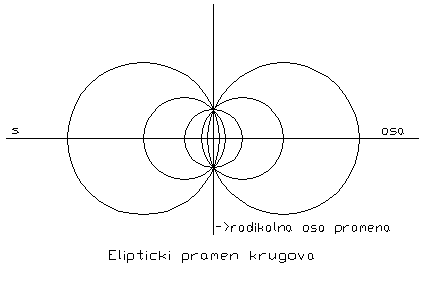 s osa
->radikalna osa pramena
Elipticki pramen krugova